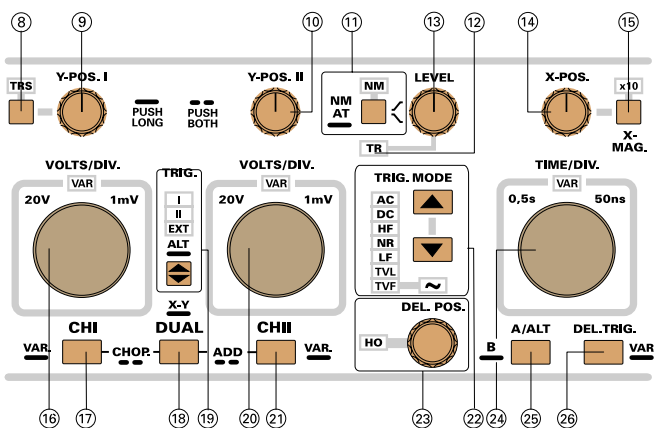 8 9 10 11 13 12 14 15
TRS Y-POS. I Y-POS. II NM LEVEL X-POS. x10
PUSH LONG
PUSH BOTH
NM AT
TR
X-MAG.
VOLTS/DIV.
VAR
20V 1mV
TRIG.
I
II
EXT
ALT
VOLTS/DIV.
VAR
20V 1mV
TRIG. MODE
AC
DC
HF
NR
LF
TVL
TVF ~
TIME/DIV.
VAR
0,5s 50ns
X-Y
DEL. POS.
HO
VAR. CHI CHOP. DUAL ADD CHII VAR.
B A/ALT DEL.TRIG. VAR
16 17 18 19 20 21 23 22 24 25 26